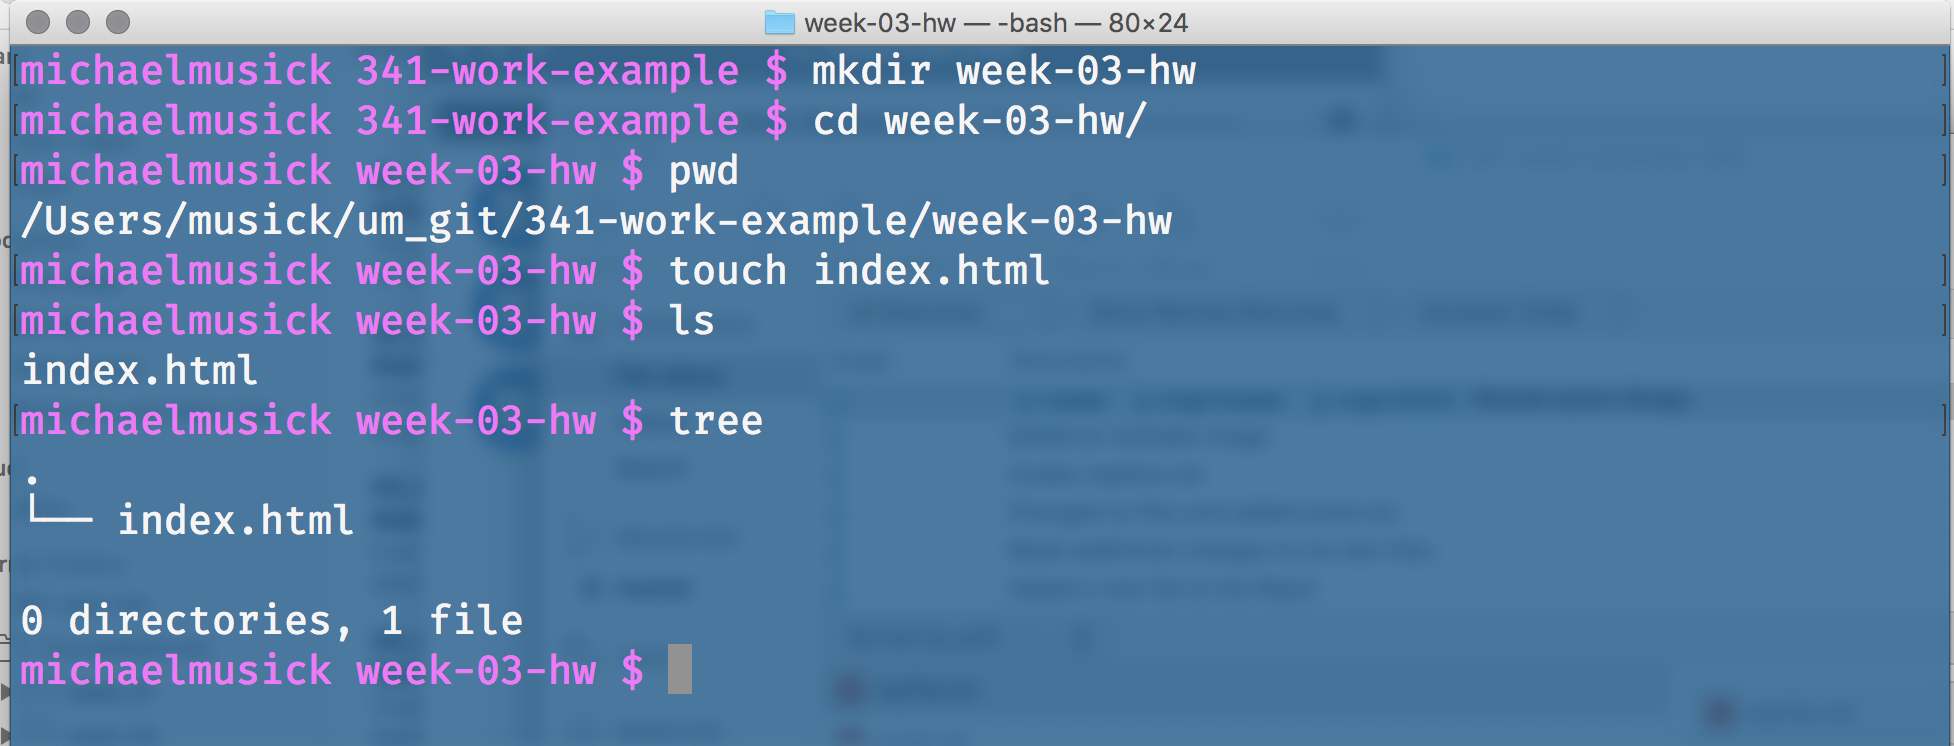 week-03-hw — -bash — 80×24
michaelmusick 341-work-example $ mkdir week-03-hw
michaelmusick 341-work-example $ cd week-03-hw/
michaelmusick week-03-hw $ pwd
/Users/musick/um_git/341-work-example/week-03-hw
michaelmusick week-03-hw $ touch index.html
michaelmusick week-03-hw $ ls
index.html
michaelmusick week-03-hw $ tree
.
└── index.html
0 directories, 1 file
michaelmusick week-03-hw $